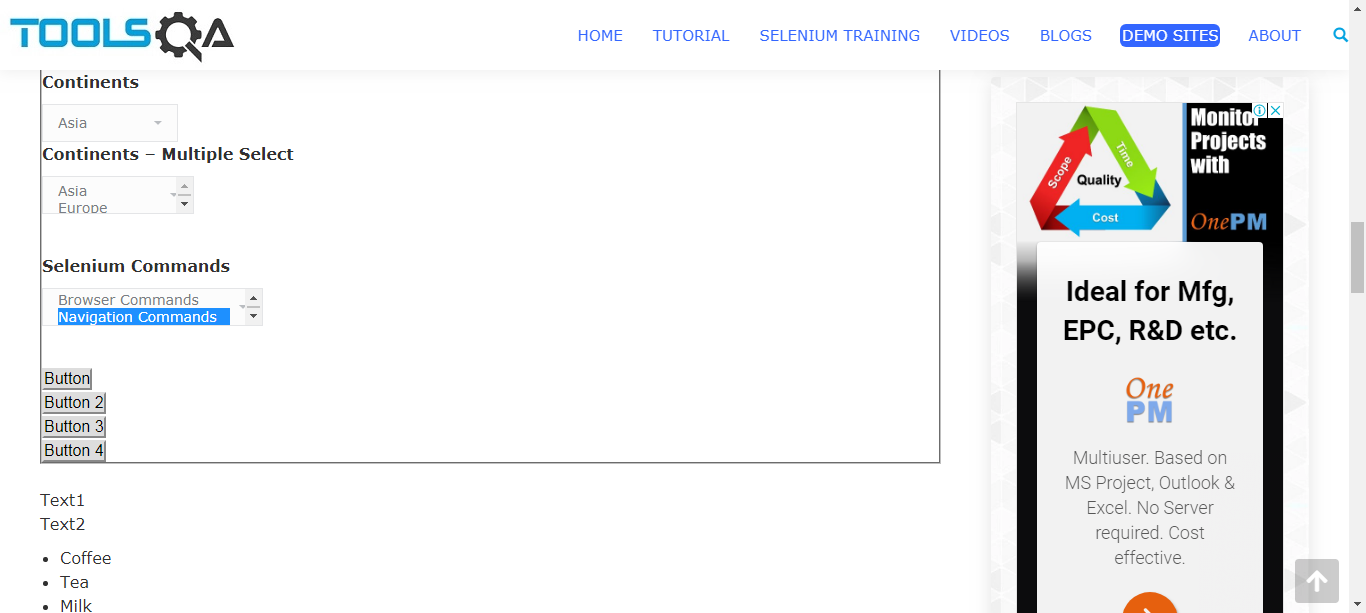 TOOLSQA
HOME TUTORIAL SELENIUM TRAINING VIDEOS BLOGS DEMO SITES ABOUT
Continents
Asia
Continents – Multiple Select
Asia
Europe
Selenium Commands
Browser Commands
Navigation Commands
Button
Button 2
Button 3
Button 4
Text1
Text2
• Coffee
• Tea
• Milk
Scope
Time
Quality
Cost
Monitor
Projects
with
OnePM
Ideal for Mfg,
EPC, R&D etc.
One
PM
Multiuser. Based on
MS Project, Outlook &
Excel. No Server
required. Cost
effective.